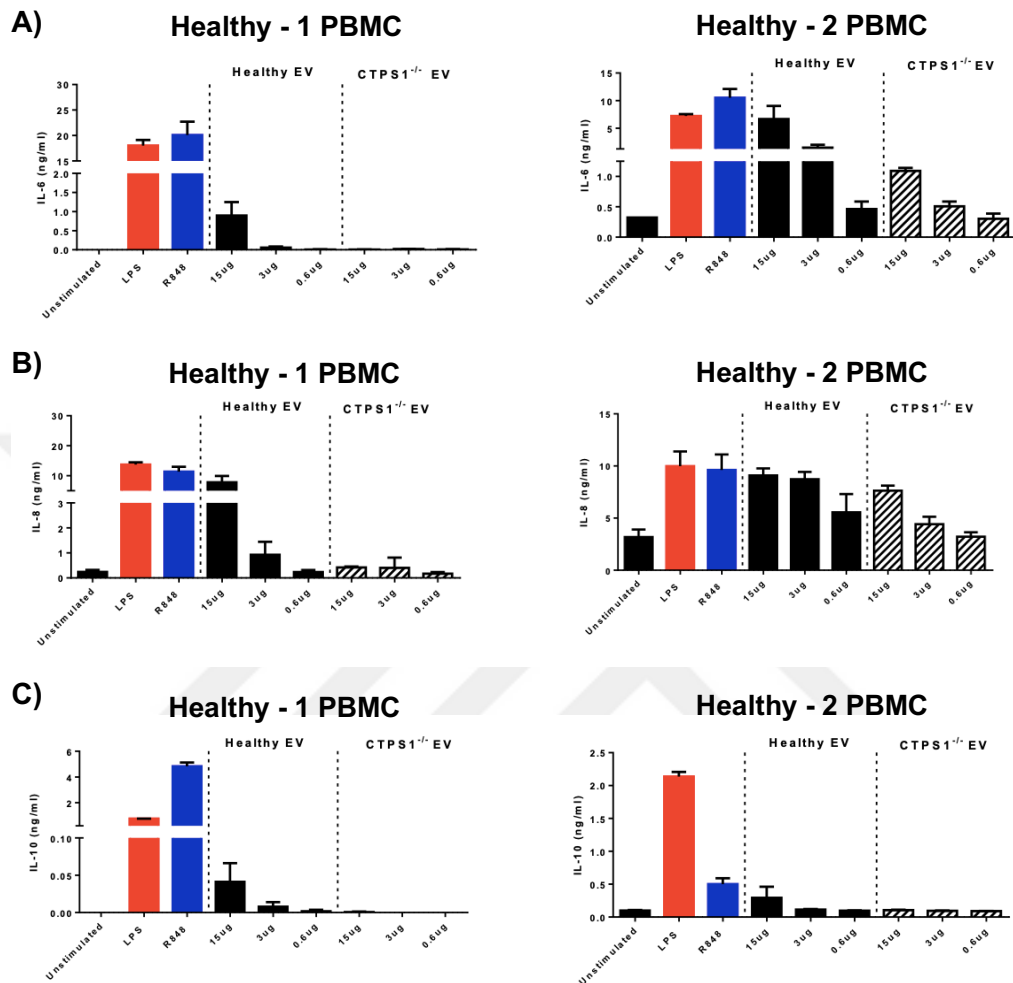 A)
Healthy - 1 PBMC
Healthy EV
CTPS1-/- EV
IL-6 (ng/ml)
30
25
20
15
2.0
1.5
1.0
0.5
0.0
Unstimulated
LPS
R848
15ug
3ug
0.6ug
15ug
3ug
0.6ug
Healthy - 2 PBMC
Healthy EV
CTPS1-/- EV
IL-6 (ng/ml)
15
10
5
1.0
0.5
0.0
Unstimulated
LPS
R848
15ug
3ug
0.6ug
15ug
3ug
0.6ug
B)
Healthy - 1 PBMC
Healthy EV
CTPS1-/- EV
IL-8 (ng/ml)
30
20
10
3
2
1
0
Unstimulated
LPS
R848
15ug
3ug
0.6ug
15ug
3ug
0.6ug
Healthy - 2 PBMC
Healthy EV
CTPS1-/- EV
IL-8 (ng/ml)
15
10
5
0
Unstimulated
LPS
R848
15ug
3ug
0.6ug
15ug
3ug
0.6ug
C)
Healthy - 1 PBMC
Healthy EV
CTPS1-/- EV
IL-10 (ng/ml)
6
4
2
0.10
0.05
0.00
Unstimulated
LPS
R848
15ug
3ug
0.6ug
15ug
3ug
0.6ug
Healthy - 2 PBMC
Healthy EV
CTPS1-/- EV
IL-10 (ng/ml)
2.5
2.0
1.5
1.0
0.5
0.0
Unstimulated
LPS
R848
15ug
3ug
0.6ug
15ug
3ug
0.6ug